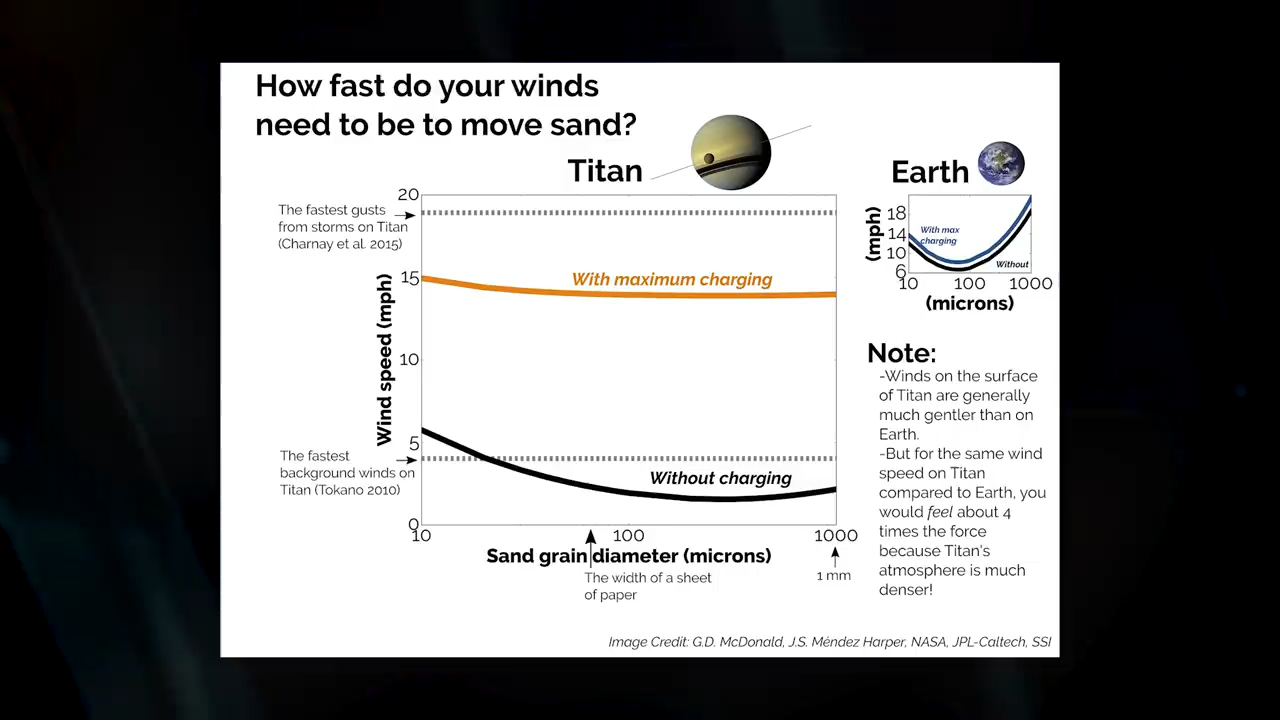 How fast do your winds
need to be to move sand?
Titan
Earth
20
15
10
5
0
Wind speed (mph)
The fastest gusts
from storms on Titan
(Charnay et al. 2015)
With maximum charging
The fastest
background winds on
Titan (Tokano 2010)
Without charging
10
100
1000
Sand grain diameter (microns)
The width of a sheet
of paper
1 mm
(mph)
18
14
10
6
With max
charging
Without
10
100
1000
(microns)
Note:
-Winds on the surface
of Titan are generally
much gentler than on
Earth.
-But for the same wind
speed on Titan
compared to Earth, you
would feel about 4
times the force
because Titan's
atmosphere is much
denser!
Image Credit: G.D. McDonald, J.S. Méndez Harper, NASA, JPL-Caltech, SSI